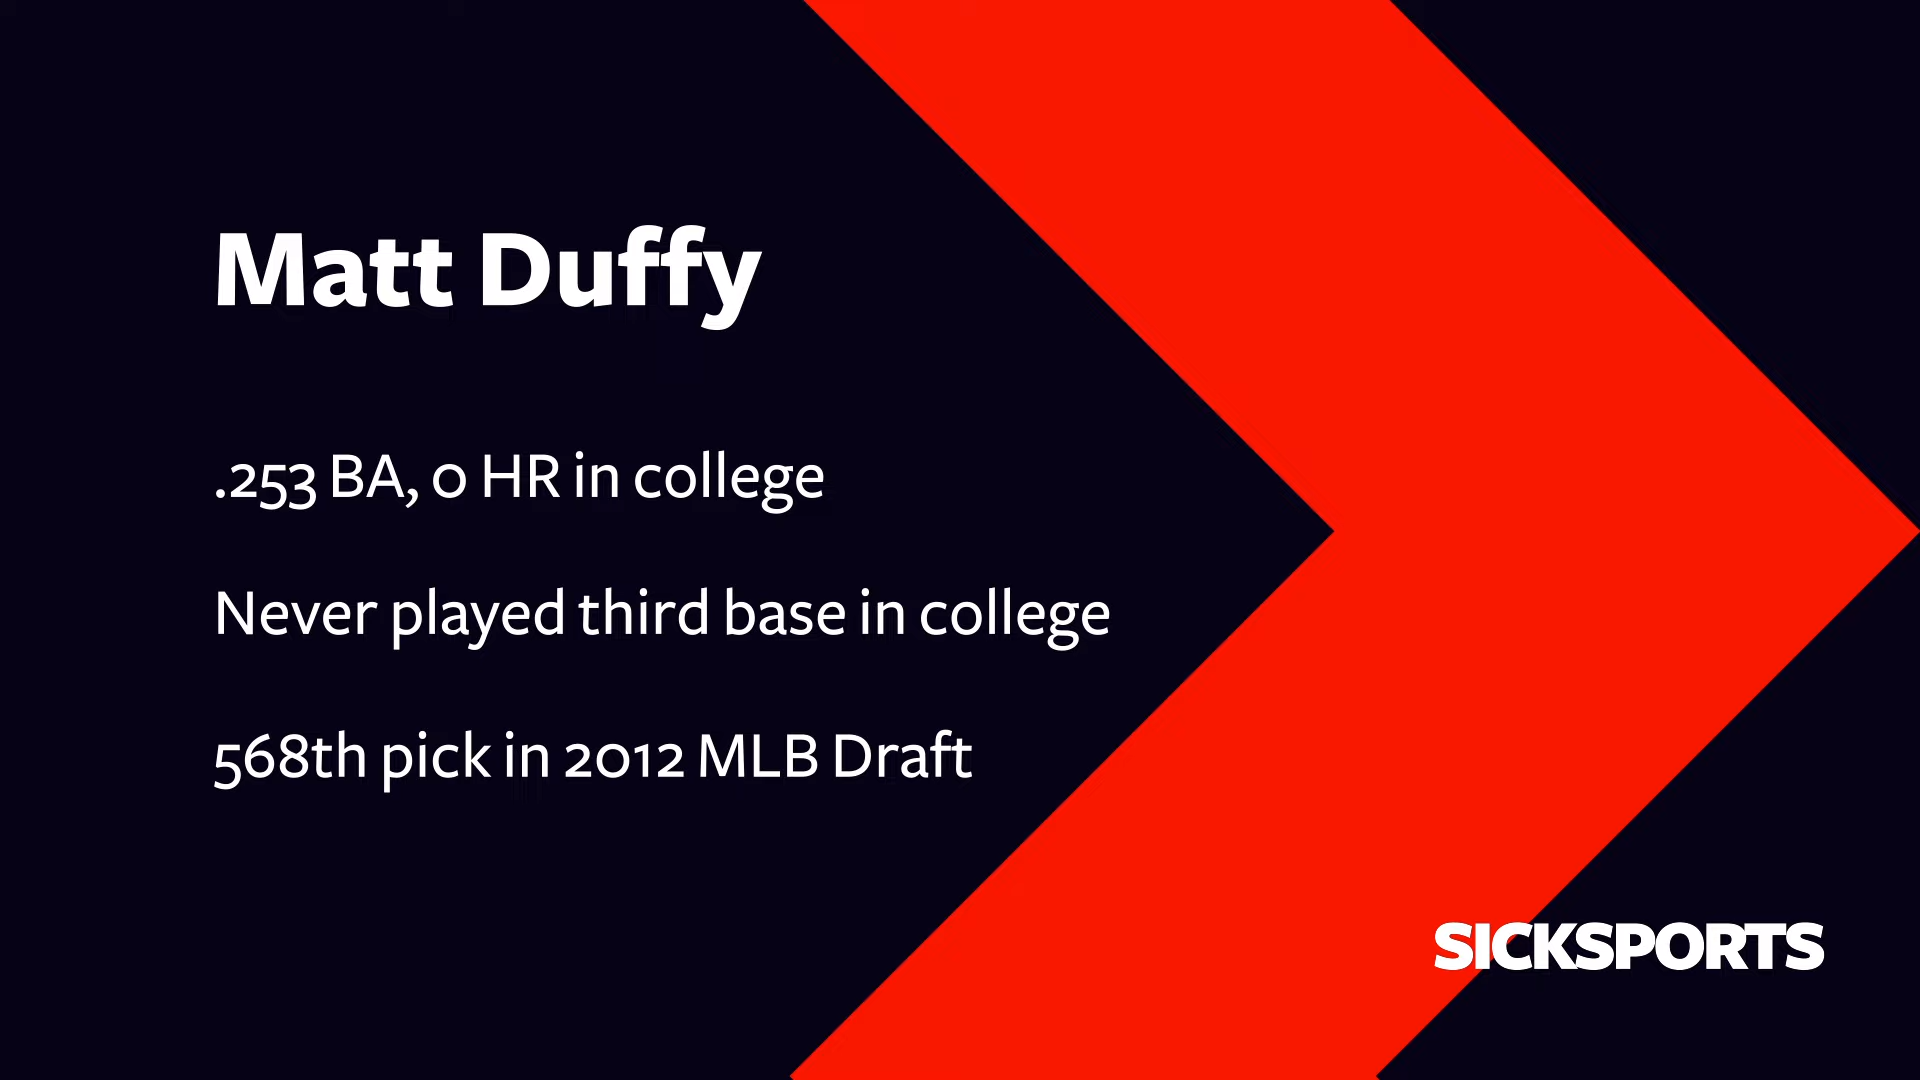 Matt Duffy
.253 BA, 0 HR in college
Never played third base in college
568th pick in 2012 MLB Draft
SICKSPORTS